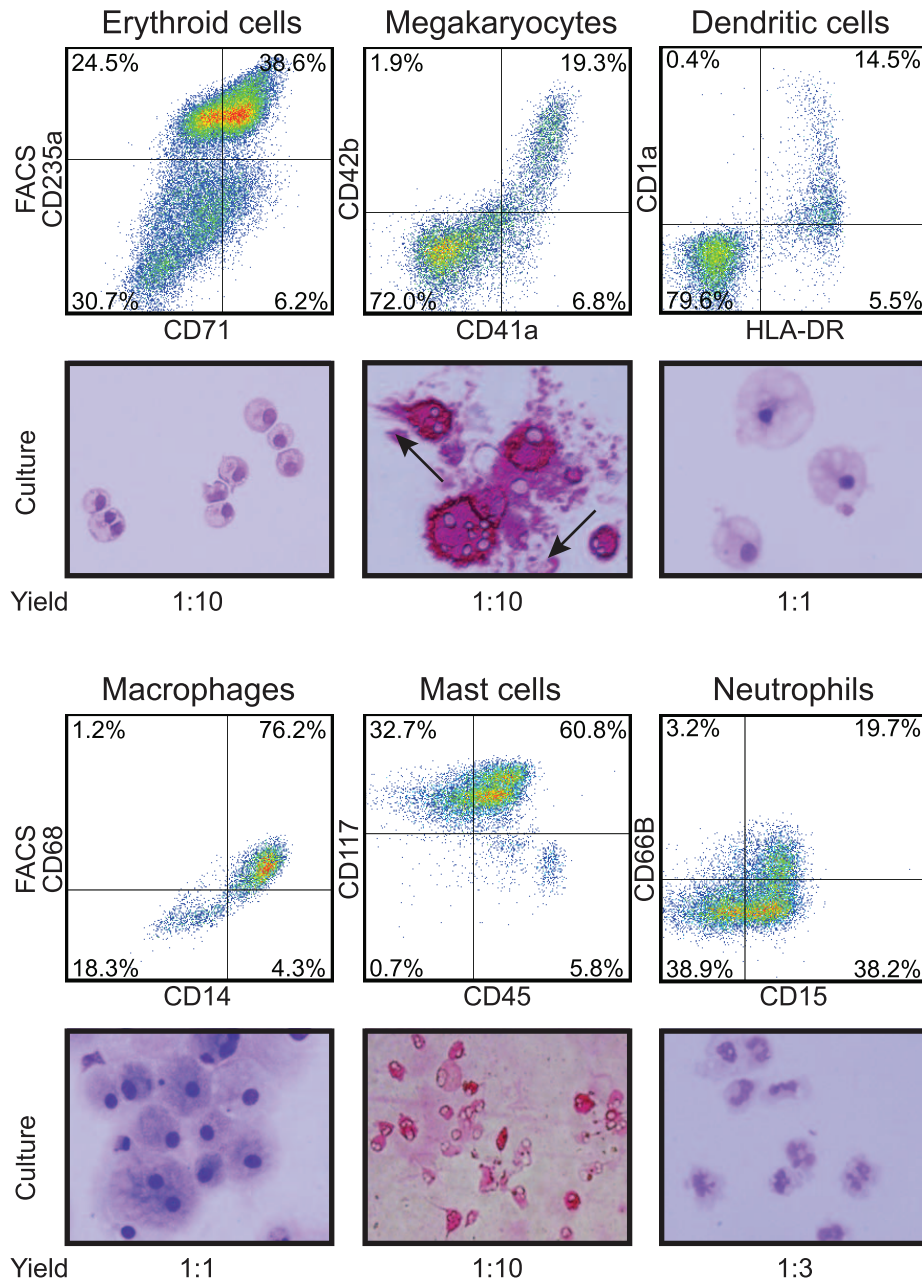 Erythroid cells
Megakaryocytes
Dendritic cells
24.5%
38.6%
1.9%
19.3%
0.4%
14.5%
FACS
CD235a
CD42b
CD1a
30.7%
6.2%
72.0%
6.8%
79.6%
5.5%
CD71
CD41a
HLA-DR
Culture
Yield
1:10
1:10
1:1
Macrophages
Mast cells
Neutrophils
1.2%
76.2%
32.7%
60.8%
3.2%
19.7%
FACS
CD68
CD117
CD66B
18.3%
4.3%
0.7%
5.8%
38.9%
38.2%
CD14
CD45
CD15
Culture
Yield
1:1
1:10
1:3